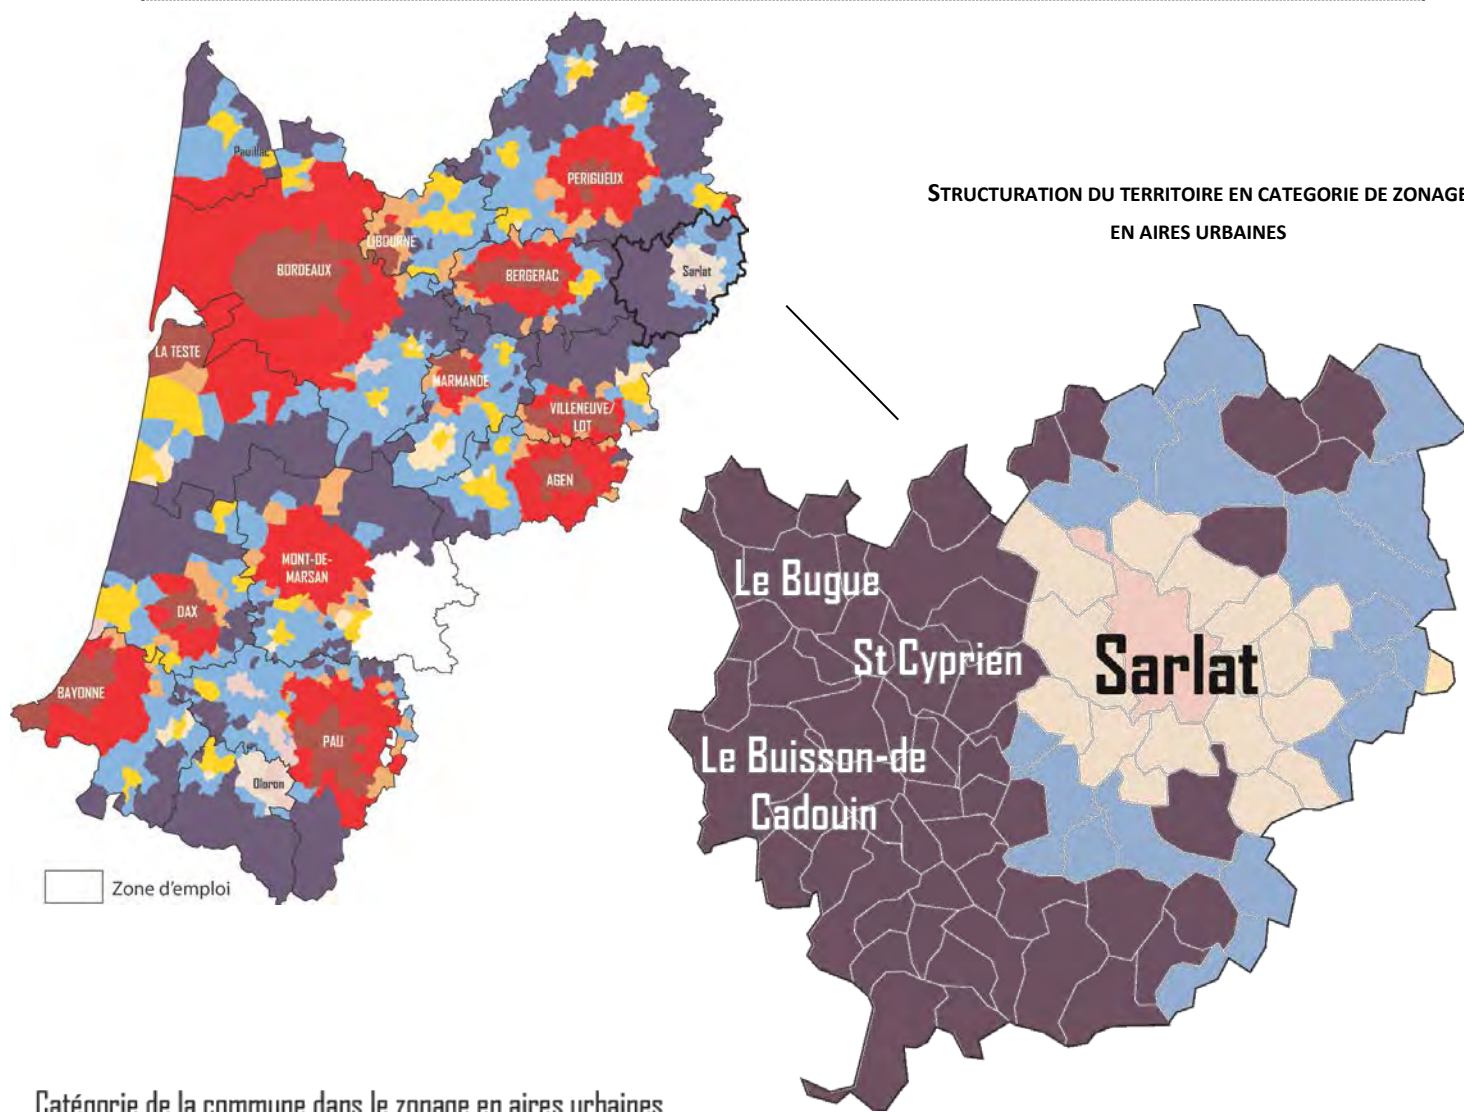 STRUCTURATION DU TERRITOIRE EN CATEGORIE DE ZONAGE
EN AIRES URBAINES
Pauillac
PERIGUEUX
LIBOURNE
BORDEAUX
BERGERAC
Sarlat
LA TESTE
MARMANDE
VILLENEUVE/
LOT
AGEN
MONT-DE-
MARSAN
DAX
BAYONNE
PAU
Oloron
Zone d'emploi
Le Bugue
St Cyprien
Sarlat
Le Buisson-de
Cadouin
Catégorie de la commune dans le zonage en aires urbaines